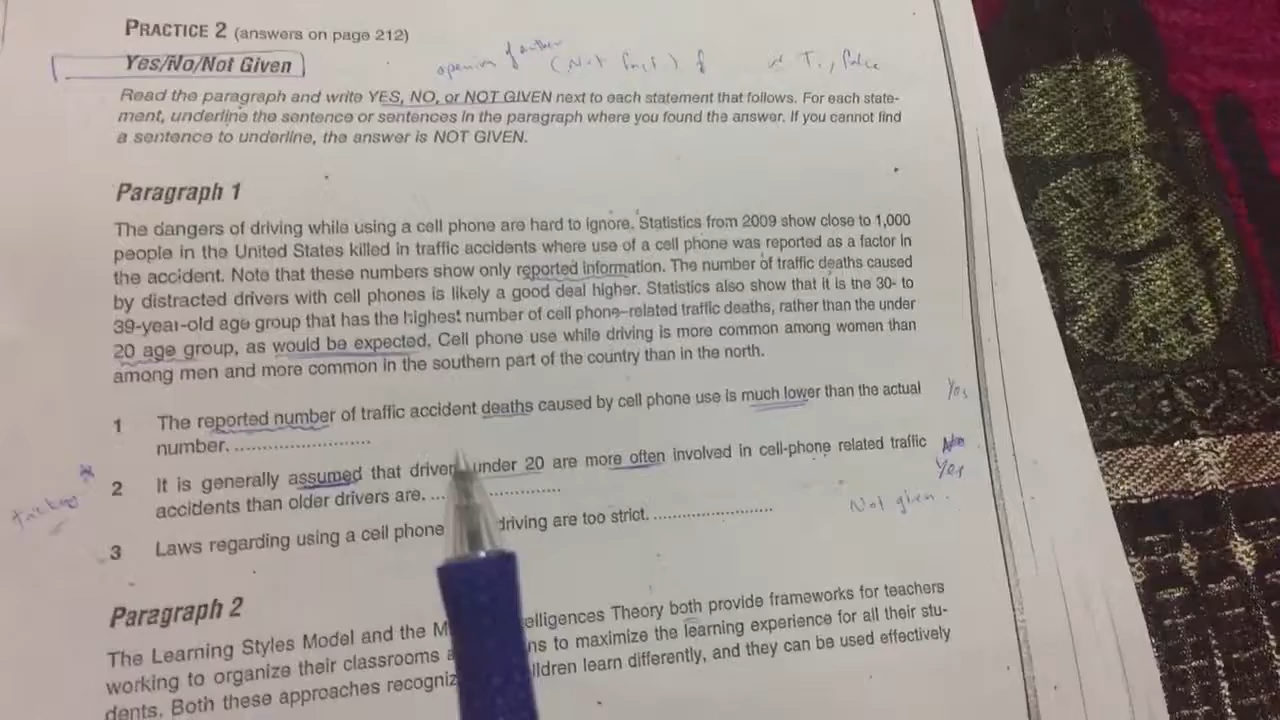 PRACTICE 2 (answers on page 212)
Yes/No/Not Given
(Not fact)
Read the paragraph and write YES, NO, or NOT GIVEN next to each statement that follows. For each state-
ment, underline the sentence or sentences in the paragraph where you found the answer. If you cannot find
a sentence to underline, the answer is NOT GIVEN.
Paragraph 1
The dangers of driving while using a cell phone are hard to ignore. Statistics from 2009 show close to 1,000
people in the United States killed in traffic accidents where use of a cell phone was reported as a factor in
the accident. Note that these numbers show only reported information. The number of traffic deaths caused
by distracted drivers with cell phones is likely a good deal higher. Statistics also show that it is the 30- to
39-year-old age group that has the highest number of cell phone–related traffic deaths, rather than the under
20 age group, as would be expected. Cell phone use while driving is more common among women than
among men and more common in the southern part of the country than in the north.
1 The reported number of traffic accident deaths caused by cell phone use is much lower than the actual Yes
number. ........................
2 It is generally assumed that driver under 20 are more often involved in cell-phone related traffic
accidents than older drivers are. .................... Yes
3 Laws regarding using a cell phone driving are too strict. ........................ Not given.
Paragraph 2
The Learning Styles Model and the M elligences Theory both provide frameworks for teachers
working to organize their classrooms a ns to maximize the learning experience for all their stu-
dents. Both these approaches recogniz ldren learn differently, and they can be used effectively